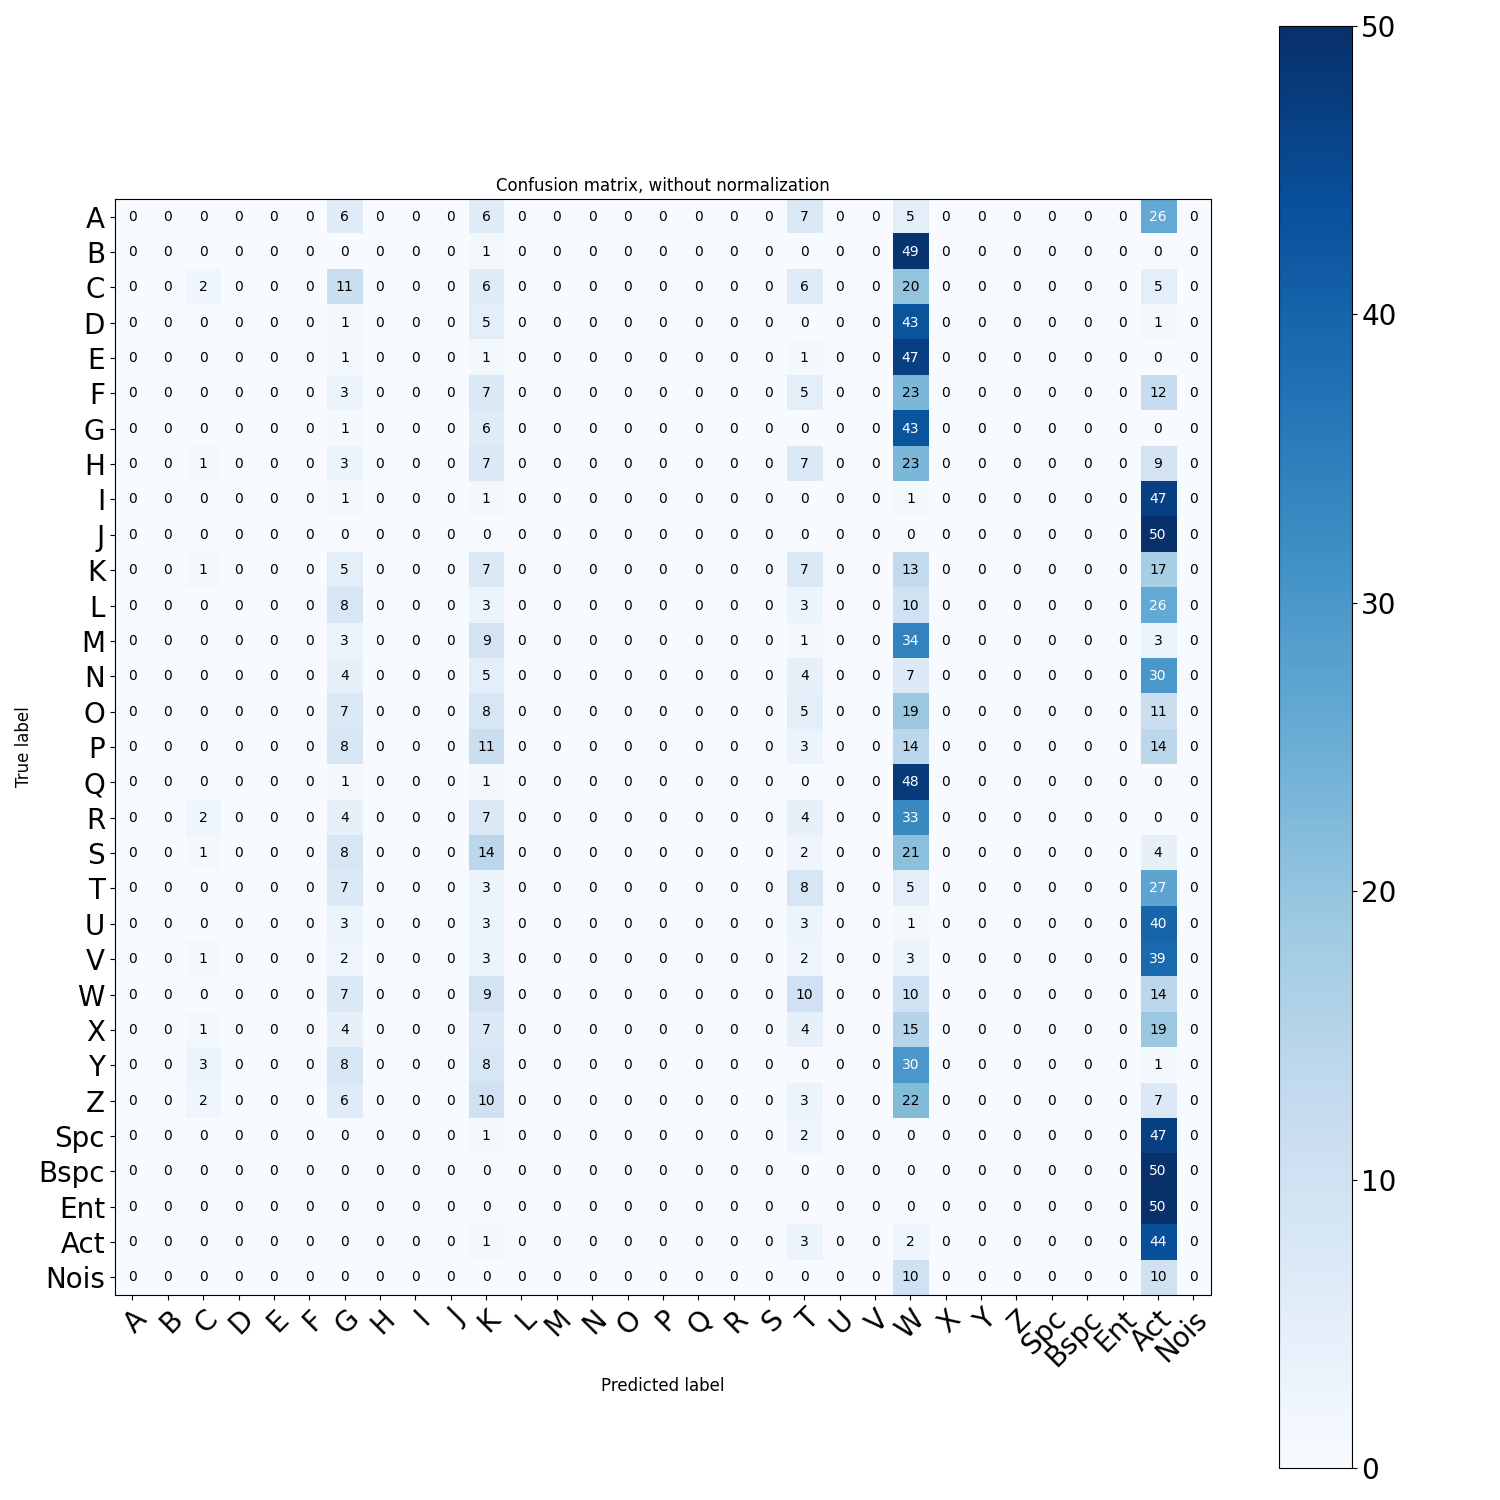 Confusion matrix, without normalization
A 0 0 0 0 0 0 6 0 0 0 6 0 0 0 0 0 0 0 0 7 0 0 5 0 0 0 0 0 0 26 0
B 0 0 0 0 0 0 0 0 0 0 1 0 0 0 0 0 0 0 0 0 0 0 49 0 0 0 0 0 0 0 0
C 0 0 2 0 0 0 11 0 0 0 6 0 0 0 0 0 0 0 0 6 0 0 20 0 0 0 0 0 0 5 0
D 0 0 0 0 0 0 1 0 0 0 5 0 0 0 0 0 0 0 0 0 0 0 43 0 0 0 0 0 0 1 0
E 0 0 0 0 0 0 1 0 0 0 1 0 0 0 0 0 0 0 0 1 0 0 47 0 0 0 0 0 0 0 0
F 0 0 0 0 0 0 3 0 0 0 7 0 0 0 0 0 0 0 0 5 0 0 23 0 0 0 0 0 0 12 0
G 0 0 0 0 0 0 1 0 0 0 6 0 0 0 0 0 0 0 0 0 0 0 43 0 0 0 0 0 0 0 0
H 0 0 1 0 0 0 3 0 0 0 7 0 0 0 0 0 0 0 0 7 0 0 23 0 0 0 0 0 0 9 0
I 0 0 0 0 0 0 1 0 0 0 1 0 0 0 0 0 0 0 0 0 0 0 1 0 0 0 0 0 0 47 0
J 0 0 0 0 0 0 0 0 0 0 0 0 0 0 0 0 0 0 0 0 0 0 0 0 0 0 0 0 0 50 0
K 0 0 1 0 0 0 5 0 0 0 7 0 0 0 0 0 0 0 0 7 0 0 13 0 0 0 0 0 0 17 0
L 0 0 0 0 0 0 8 0 0 0 3 0 0 0 0 0 0 0 0 3 0 0 10 0 0 0 0 0 0 26 0
M 0 0 0 0 0 0 3 0 0 0 9 0 0 0 0 0 0 0 0 1 0 0 34 0 0 0 0 0 0 3 0
N 0 0 0 0 0 0 4 0 0 0 5 0 0 0 0 0 0 0 0 4 0 0 7 0 0 0 0 0 0 30 0
O 0 0 0 0 0 0 7 0 0 0 8 0 0 0 0 0 0 0 0 5 0 0 19 0 0 0 0 0 0 11 0
P 0 0 0 0 0 0 8 0 0 0 11 0 0 0 0 0 0 0 0 3 0 0 14 0 0 0 0 0 0 14 0
Q 0 0 0 0 0 0 1 0 0 0 1 0 0 0 0 0 0 0 0 0 0 0 48 0 0 0 0 0 0 0 0
R 0 0 2 0 0 0 4 0 0 0 7 0 0 0 0 0 0 0 0 4 0 0 33 0 0 0 0 0 0 0 0
S 0 0 1 0 0 0 8 0 0 0 14 0 0 0 0 0 0 0 0 2 0 0 21 0 0 0 0 0 0 4 0
T 0 0 0 0 0 0 7 0 0 0 3 0 0 0 0 0 0 0 0 8 0 0 5 0 0 0 0 0 0 27 0
U 0 0 0 0 0 0 3 0 0 0 3 0 0 0 0 0 0 0 0 3 0 0 1 0 0 0 0 0 0 40 0
V 0 0 1 0 0 0 2 0 0 0 3 0 0 0 0 0 0 0 0 2 0 0 3 0 0 0 0 0 0 39 0
W 0 0 0 0 0 0 7 0 0 0 9 0 0 0 0 0 0 0 0 10 0 0 10 0 0 0 0 0 0 14 0
X 0 0 1 0 0 0 4 0 0 0 7 0 0 0 0 0 0 0 0 4 0 0 15 0 0 0 0 0 0 19 0
Y 0 0 3 0 0 0 8 0 0 0 8 0 0 0 0 0 0 0 0 0 0 0 30 0 0 0 0 0 0 1 0
Z 0 0 2 0 0 0 6 0 0 0 10 0 0 0 0 0 0 0 0 3 0 0 22 0 0 0 0 0 0 7 0
Spc 0 0 0 0 0 0 0 0 0 0 1 0 0 0 0 0 0 0 0 2 0 0 0 0 0 0 0 0 0 47 0
Bspc 0 0 0 0 0 0 0 0 0 0 0 0 0 0 0 0 0 0 0 0 0 0 0 0 0 0 0 0 0 50 0
Ent 0 0 0 0 0 0 0 0 0 0 0 0 0 0 0 0 0 0 0 0 0 0 0 0 0 0 0 0 0 50 0
Act 0 0 0 0 0 0 0 0 0 0 1 0 0 0 0 0 0 0 0 3 0 0 2 0 0 0 0 0 0 44 0
Nois 0 0 0 0 0 0 0 0 0 0 0 0 0 0 0 0 0 0 0 0 0 0 10 0 0 0 0 0 0 10 0
A B C D E F G H I J K L M N O P Q R S T U V W X Y Z Spc Bspc Ent Act Nois
Predicted label
True label
50
40
30
20
10
0